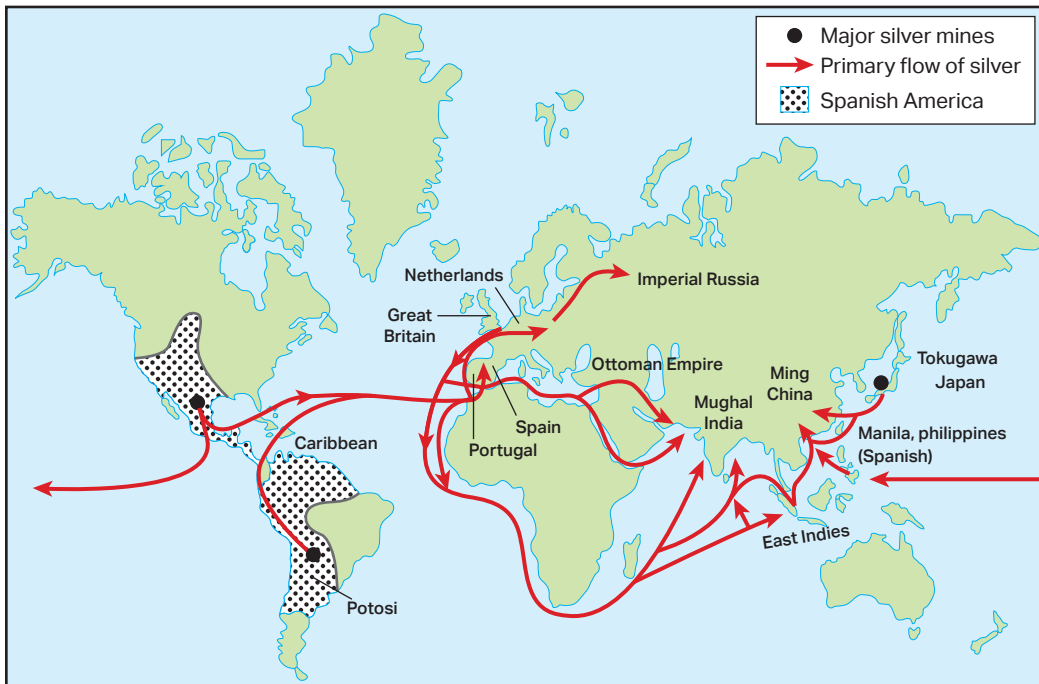 Major silver mines
Primary flow of silver
Spanish America
Netherlands
Imperial Russia
Great
Britain
Ottoman Empire
Ming
China
Tokugawa
Japan
Mughal
India
Spain
Portugal
Manila, philippines
(Spanish)
Caribbean
East Indies
Potosi